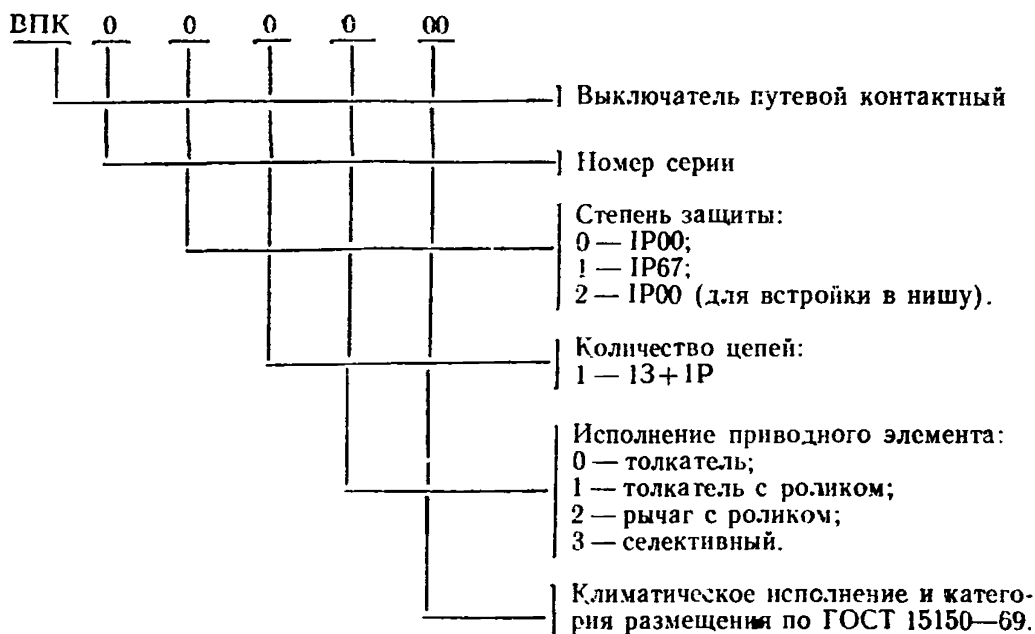 ВПК 0 0 0 0 00
Выключатель путевой контактный
Номер серии
Степень защиты:
0 — IP00;
1 — IP67;
2 — IP00 (для встройки в нишу).
Количество цепей:
1 — 1З+1Р
Исполнение приводного элемента:
0 — толкатель;
1 — толкатель с роликом;
2 — рычаг с роликом;
3 — селективный.
Климатическое исполнение и катего-
рия размещения по ГОСТ 15150—69.